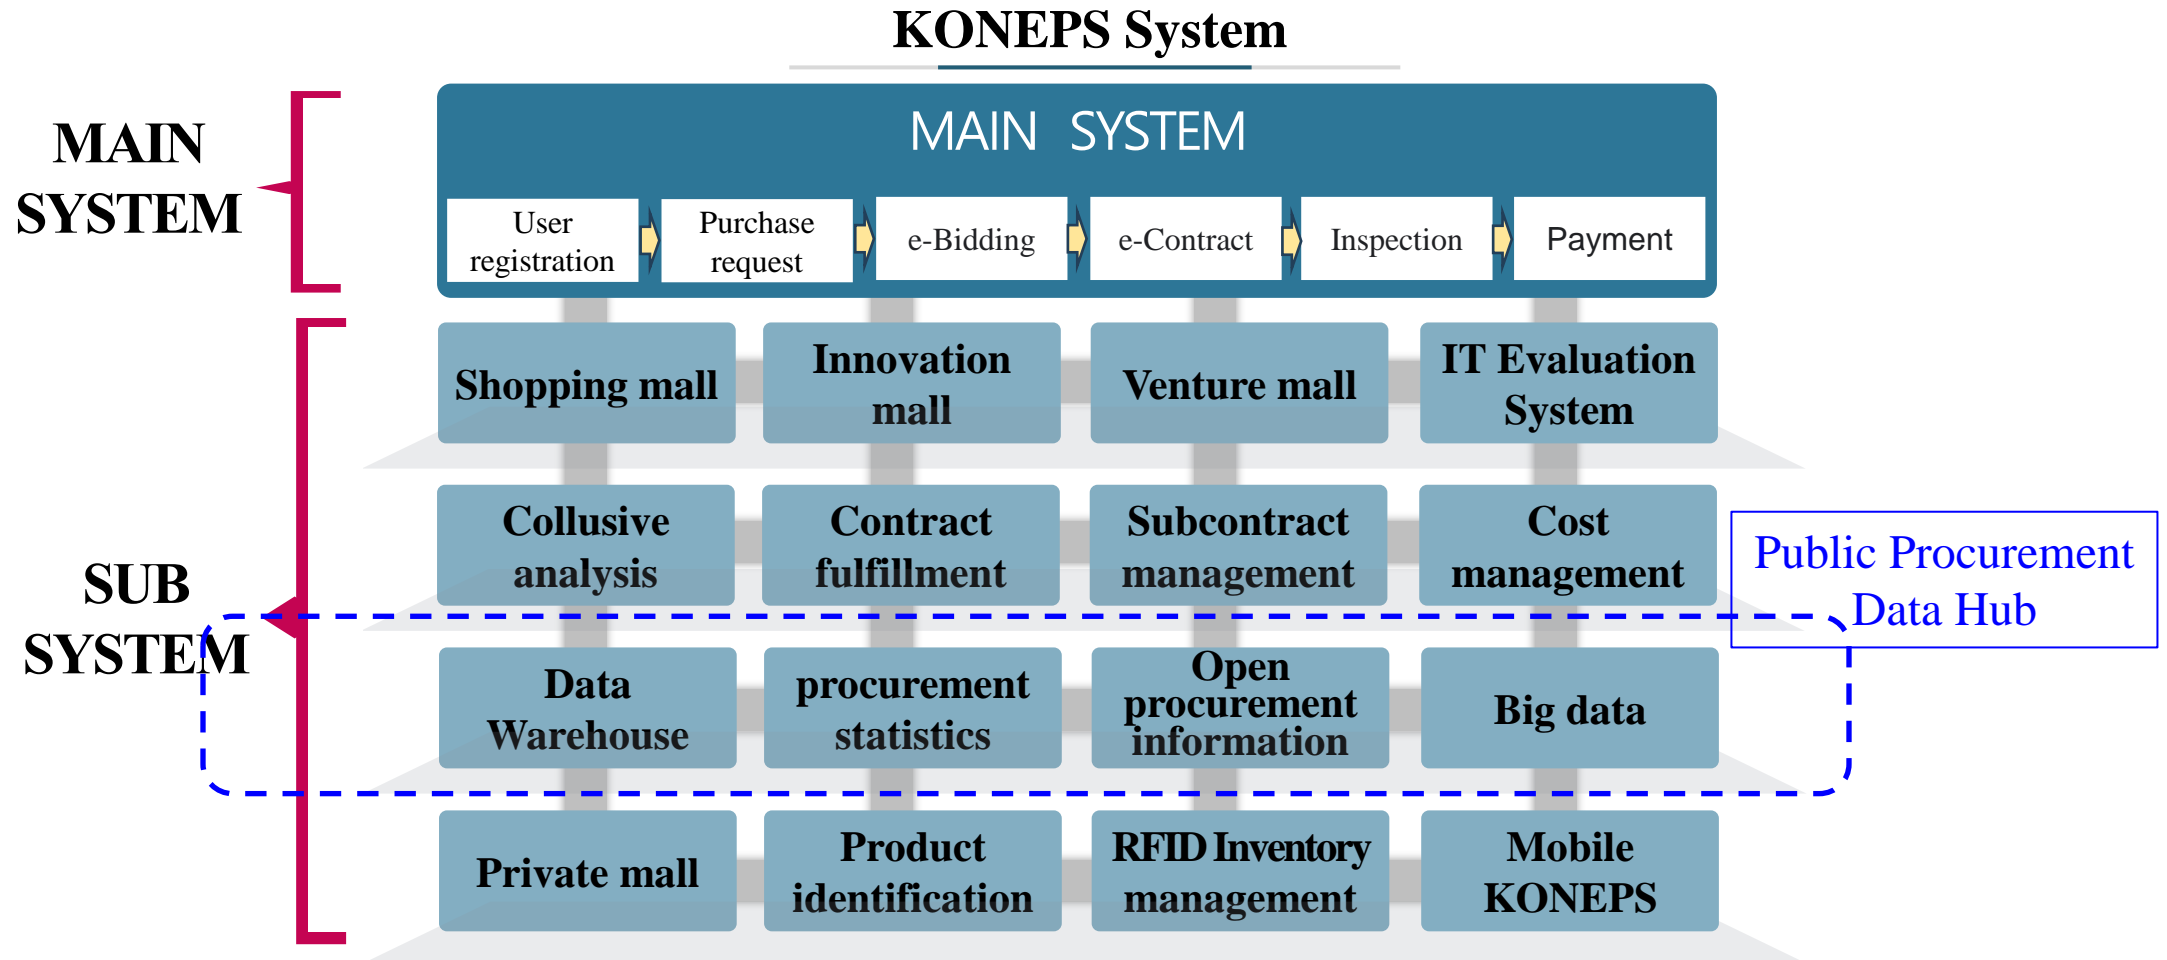 KONEPS System
MAIN
SYSTEM
MAIN SYSTEM
User
registration
Purchase
request
e-Bidding
e-Contract
Inspection
Payment
Shopping mall
Innovation
mall
Venture mall
IT Evaluation
System
SUB
SYSTEM
Collusive
analysis
Contract
fulfillment
Subcontract
management
Cost
management
Public Procurement
Data Hub
Data
Warehouse
procurement
statistics
Open
procurement
information
Big data
Private mall
Product
identification
RFID Inventory
management
Mobile
KONEPS